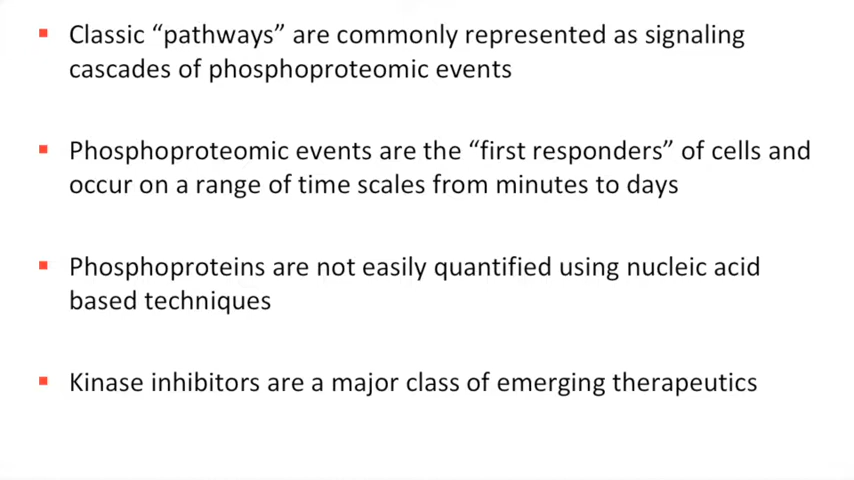 ▪ Classic “pathways” are commonly represented as signaling
cascades of phosphoproteomic events
▪ Phosphoproteomic events are the “first responders” of cells and
occur on a range of time scales from minutes to days
▪ Phosphoproteins are not easily quantified using nucleic acid
based techniques
▪ Kinase inhibitors are a major class of emerging therapeutics